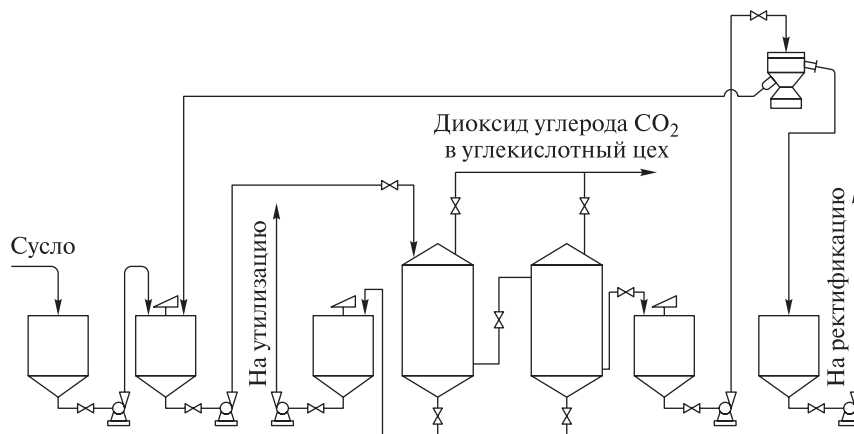 Диоксид углерода CO₂
в углекислотный цех
Сусло
На утилизацию
На ректификацию